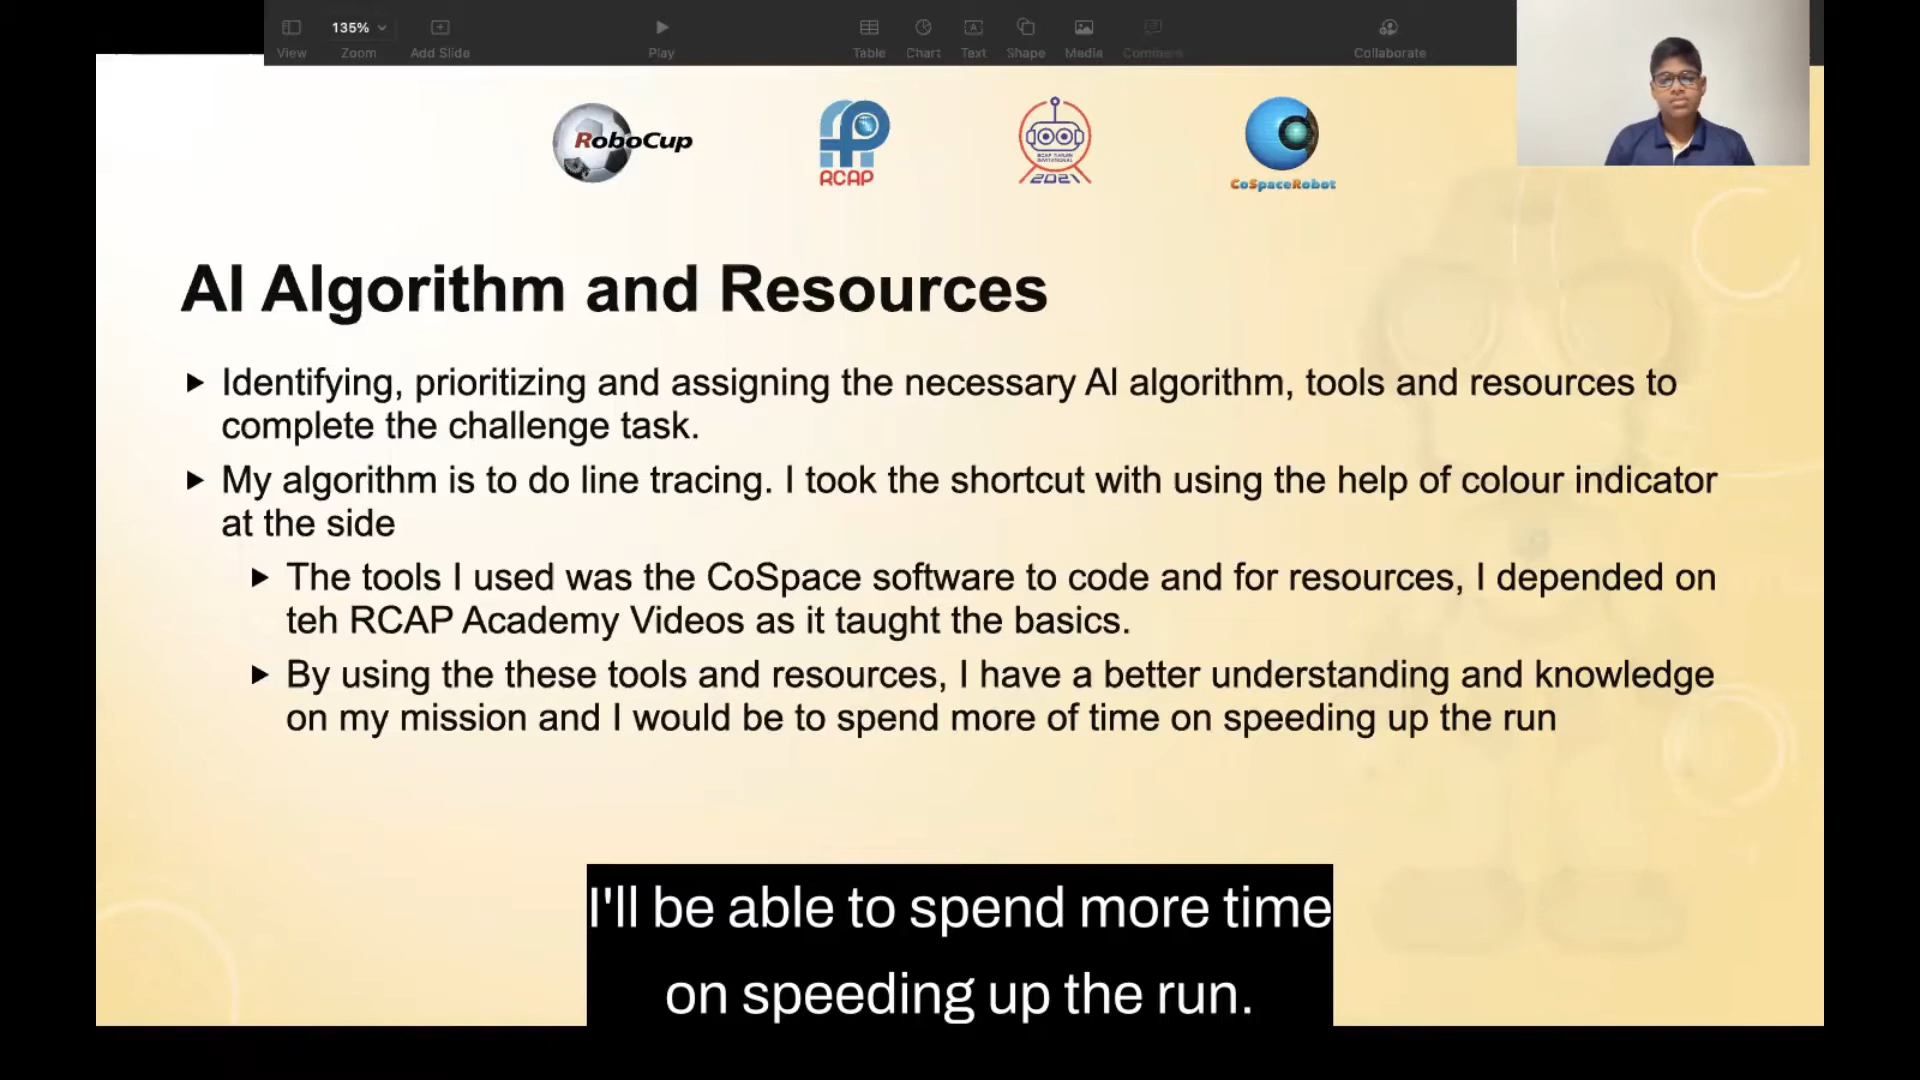 135%
View Zoom Add Slide Play Table Chart Text Shape Media Comment Collaborate
RoboCup
RCAP
2021
CoSpaceRobot
AI Algorithm and Resources
Identifying, prioritizing and assigning the necessary AI algorithm, tools and resources to
complete the challenge task.
My algorithm is to do line tracing. I took the shortcut with using the help of colour indicator
at the side
The tools I used was the CoSpace software to code and for resources, I depended on
teh RCAP Academy Videos as it taught the basics.
By using the these tools and resources, I have a better understanding and knowledge
on my mission and I would be to spend more of time on speeding up the run
I'll be able to spend more time
on speeding up the run.